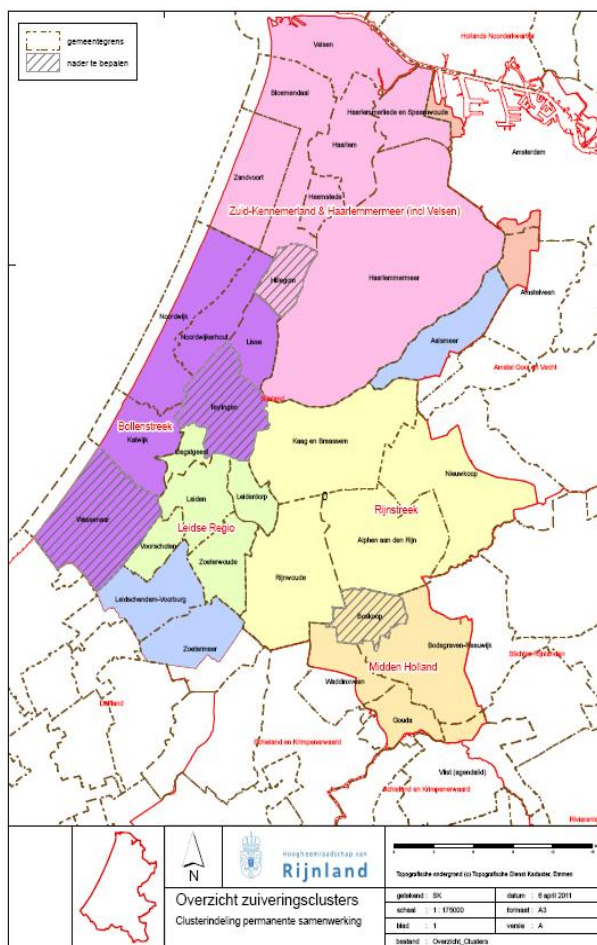 gemeentegrens
nader te bepalen
Hollands Noorderkwartier
Velsen
Bloemendaal
Haarlemmerliede en Spaarnwoude
Haarlem
Amsterdam
Zandvoort
Heemstede
Zuid-Kennemerland & Haarlemmermeer (incl Velsen)
Hillegom
Haarlemmermeer
Amstelveen
Noordwijk
Noordwijkerhout
Lisse
Aalsmeer
Amstel Gooi en Vecht
Teylingen
Rijnland
Bollenstreek
Katwijk
Oegstgeest
Kaag en Braassem
Nieuwkoop
Leiden
Leiderdorp
Wassenaar
Leidse Regio
Rijnstreek
Voorschoten
Zoeterwoude
Alphen aan den Rijn
Rijnwoude
Leidschendam-Voorburg
Boskoop
Zoetermeer
Bodegraven-Reeuwijk
Stichtse Rijnlanden
Midden Holland
Waddinxveen
Delfland
Gouda
Schieland en Krimpenerwaard
Vlist (agendalid)
Schieland en Krimpenerwaard
N
Hoogheemraadschap van
Rijnland
Topografische ondergrond (c) Topografische Dienst Kadaster, Emmen
Overzicht zuiveringsclusters
Clusterindeling permanente samenwerking
getekend : SK
datum : 6 april 2011
schaal : 1 : 175000
formaat : A3
blad : 1
versie : A
bestand : Overzicht_Clusters